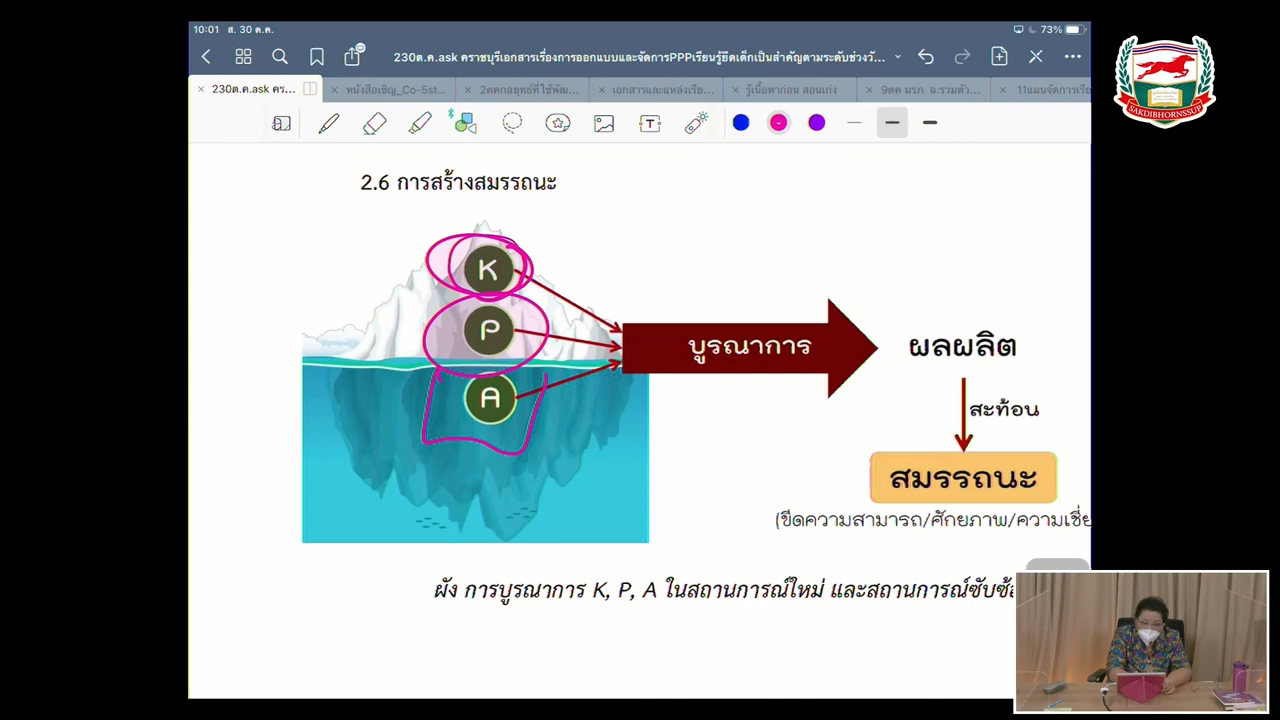 10:01 ส. 30 ต.ค.
73%
230ต.ค.ask คราชบุรีเอกสารเรื่องการออกแบบและจัดการPPPเรียนรู้ยึดเด็กเป็นสำคัญตามระดับช่วงวั...
230ต.ค.ask คร...
หนังสือเชิญ_Co-5st...
2ดคกลยุทธ์ที่ใช้พัฒ...
เอกสารและแหล่งเรีย...
รู้เนื้อหาก่อน สอนเก่ง
9ตค มรภ ฉ.รวมตัว...
11แผนจัดการเรีย
T
2.6 การสร้างสมรรถนะ
K
P
A
บูรณาการ
ผลผลิต
สะท้อน
สมรรถนะ
(ขีดความสามารถ/ศักยภาพ/ความเชี่ย
ผัง การบูรณาการ K, P, A ในสถานการณ์ใหม่ และสถานการณ์ซับซ้
SAKDIBHORNSSUP